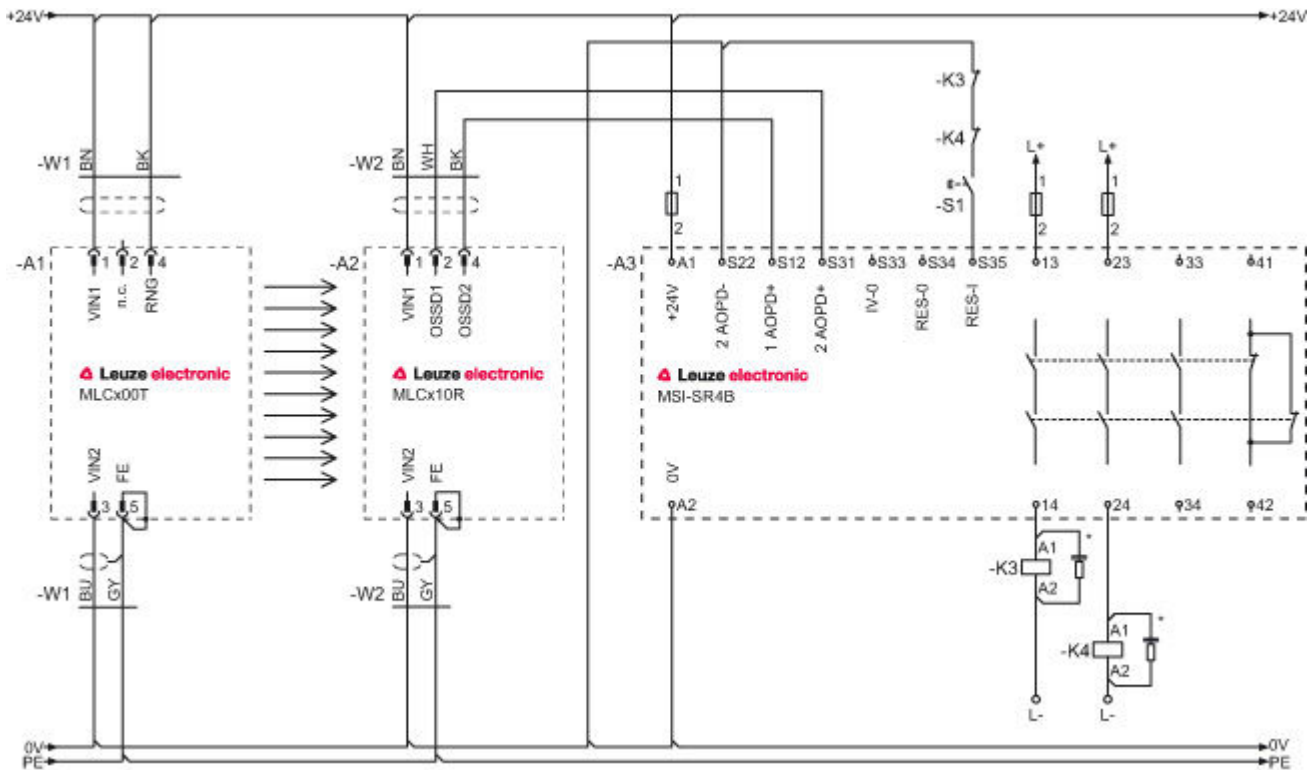 +24V +24V
-K3
-K4
L+ L+
-W1 BN BK -W2 BN WH BK
1 1 1
-S1
2 2 2
-A1 1 2 4 -A2 1 2 4 -A3 A1 S22 S12 S31 S33 S34 S35 13 23 33 41
VIN1 n.c. RNG VIN1 OSSD1 OSSD2 +24V 2 AOPD- 1 AOPD+ 2 AOPD+ IV-0 RES-0 RES-I
Leuze electronic Leuze electronic Leuze electronic
MLCx00T MLCx10R MSI-SR4B
VIN2 FE VIN2 FE 0V
3 5 3 5 A2 14 24 34 42
A1 *
-K3
A2
-W1 BU GY -W2 BU GY
A1 *
-K4
A2
L- L-
0V 0V
PE PE